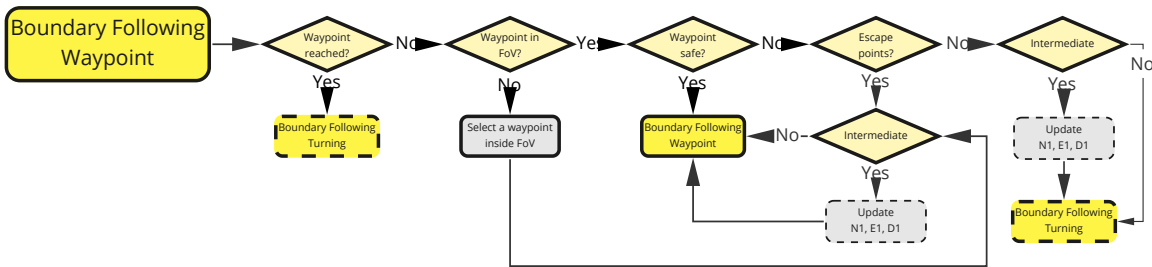 Boundary Following
Waypoint
Waypoint
reached?
No
Waypoint in
FoV?
Yes
Waypoint
safe?
No
Escape
points?
No
Intermediate
No
Yes
Boundary Following
Turning
No
Select a waypoint
inside FoV
Yes
Boundary Following
Waypoint
Yes
Intermediate
No
Yes
Update
N1, E1, D1
Yes
Update
N1, E1, D1
Boundary Following
Turning